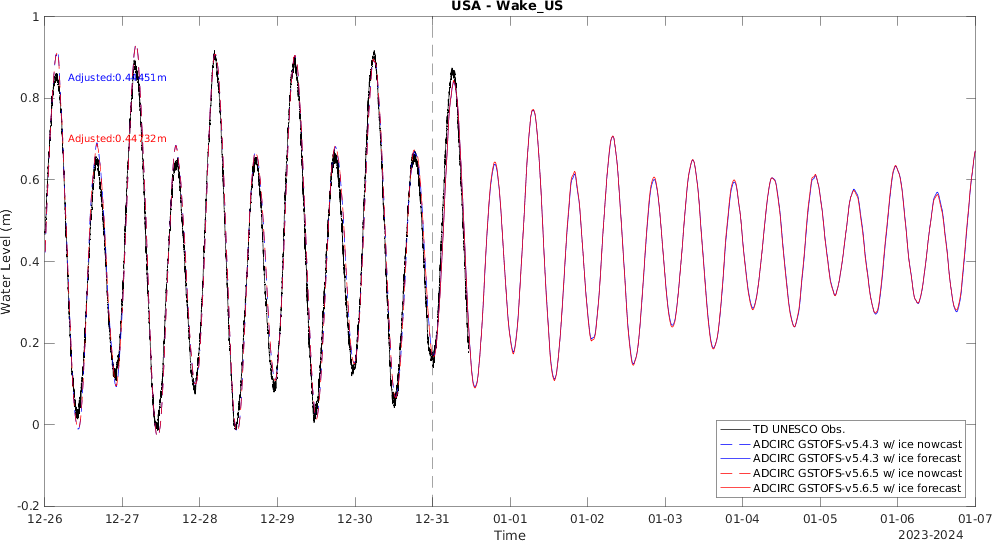 USA - Wake_US
1
0.8
0.6
0.4
0.2
0
-0.2
Water Level (m)
Adjusted:0.44451m
Adjusted:0.44732m
TD UNESCO Obs.
ADCIRC GSTOFS-v5.4.3 w/ ice nowcast
ADCIRC GSTOFS-v5.4.3 w/ ice forecast
ADCIRC GSTOFS-v5.6.5 w/ ice nowcast
ADCIRC GSTOFS-v5.6.5 w/ ice forecast
12-26 12-27 12-28 12-29 12-30 12-31 01-01 01-02 01-03 01-04 01-05 01-06 01-07
Time
2023-2024